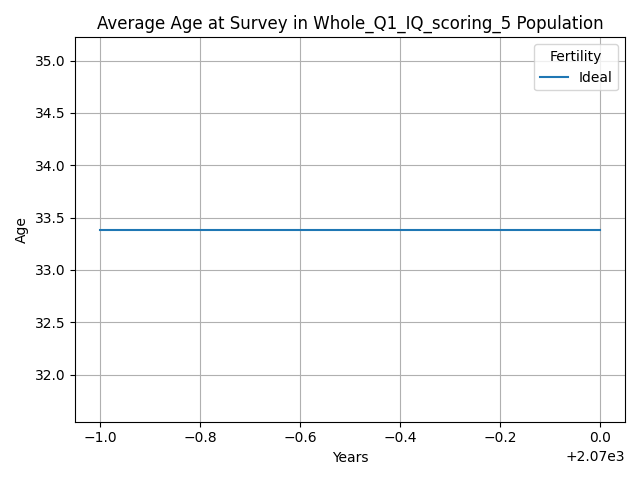 Average Age at Survey in Whole_Q1_IQ_scoring_5 Population
Fertility
Ideal
35.0
34.5
34.0
33.5
33.0
32.5
32.0
Age
−1.0 −0.8 −0.6 −0.4 −0.2 0.0
Years
+2.07e3